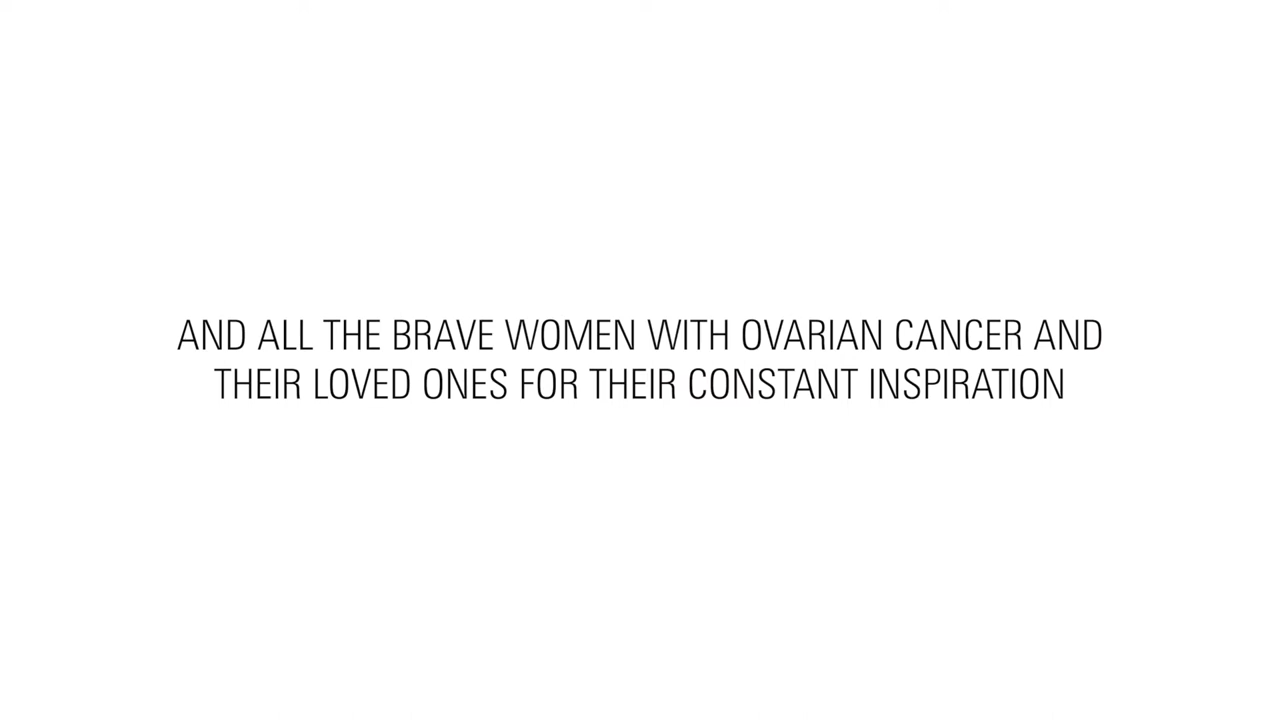 AND ALL THE BRAVE WOMEN WITH OVARIAN CANCER AND
THEIR LOVED ONES FOR THEIR CONSTANT INSPIRATION